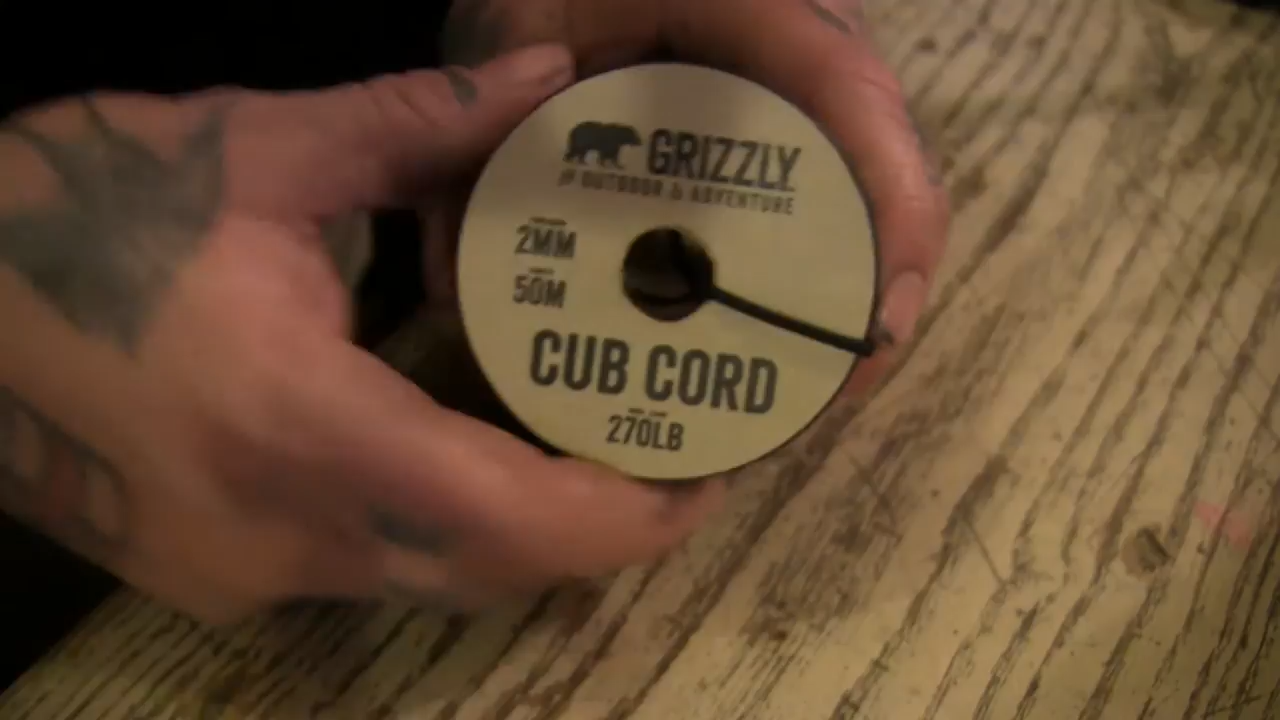 GRIZZLY
OUTDOOR & ADVENTURE
2MM
50M
CUB CORD
270LB